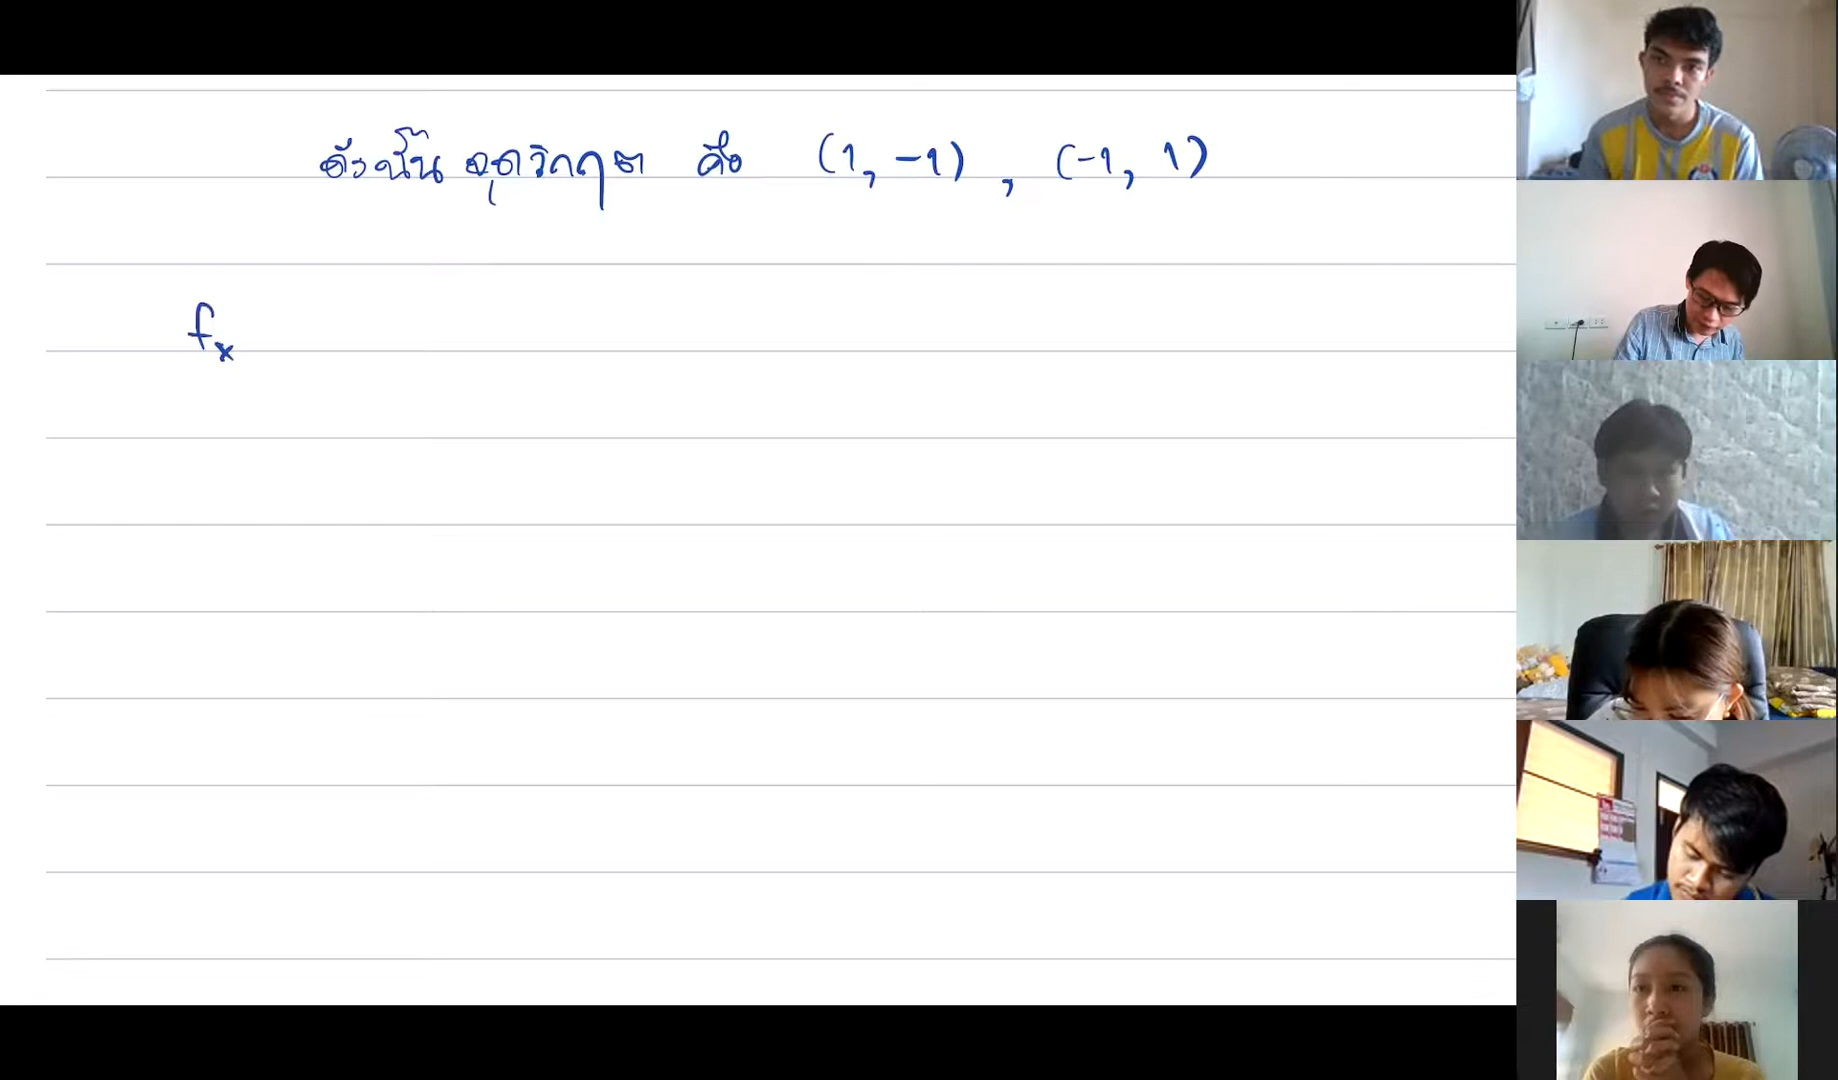 ดังนั้น จุดวิกฤต คือ (1, -1) , (-1, 1)
fx